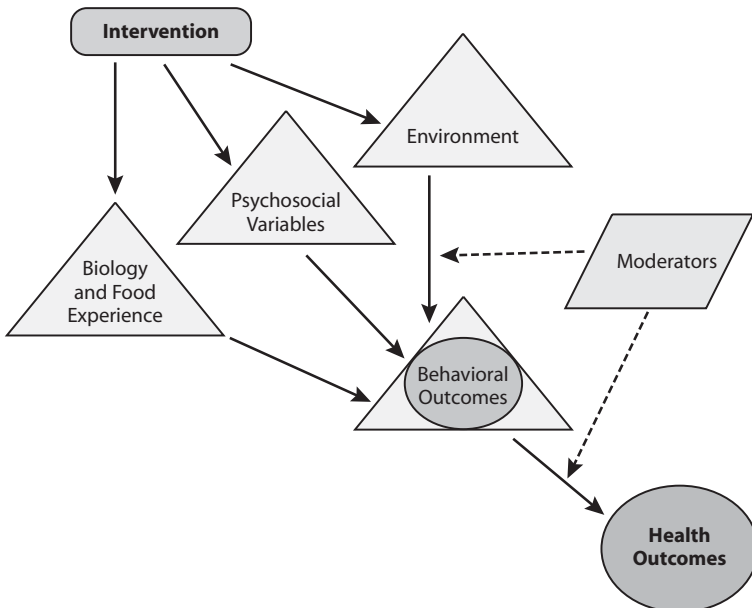 Intervention
Environment
Psychosocial
Variables
Biology
and Food
Experience
Moderators
Behavioral
Outcomes
Health
Outcomes